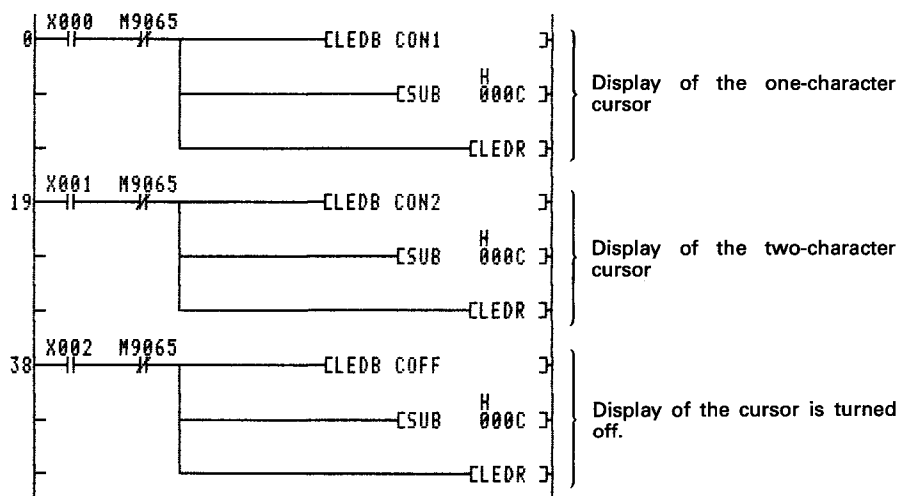 X000 M9065
0 [LEDB CON1 ] Display of the one-character
cursor
H
[SUB 000C ]
[LEDR ]
X001 M9065
19 [LEDB CON2 ] Display of the two-character
cursor
H
[SUB 000C ]
[LEDR ]
X002 M9065
38 [LEDB COFF ] Display of the cursor is turned
off.
H
[SUB 000C ]
[LEDR ]